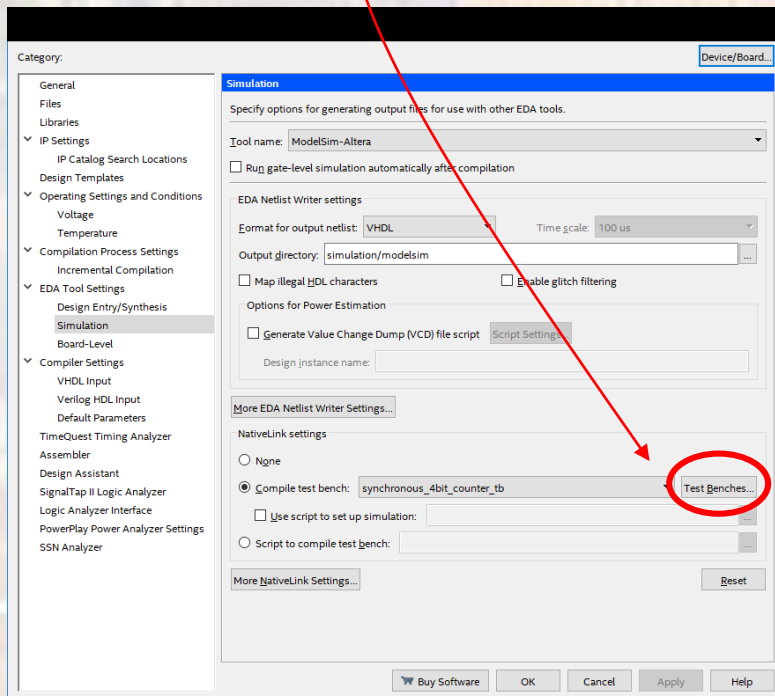 Category:
Device/Board...
General
Files
Libraries
IP Settings
IP Catalog Search Locations
Design Templates
Operating Settings and Conditions
Voltage
Temperature
Compilation Process Settings
Incremental Compilation
EDA Tool Settings
Design Entry/Synthesis
Simulation
Board-Level
Compiler Settings
VHDL Input
Verilog HDL Input
Default Parameters
TimeQuest Timing Analyzer
Assembler
Design Assistant
SignalTap II Logic Analyzer
Logic Analyzer Interface
PowerPlay Power Analyzer Settings
SSN Analyzer
Simulation
Specify options for generating output files for use with other EDA tools.
Tool name: ModelSim-Altera
Run gate-level simulation automatically after compilation
EDA Netlist Writer settings
Format for output netlist: VHDL Time scale: 100 us
Output directory: simulation/modelsim ...
Map illegal HDL characters Enable glitch filtering
Options for Power Estimation
Generate Value Change Dump (VCD) file script Script Settings...
Design instance name:
More EDA Netlist Writer Settings...
NativeLink settings
None
Compile test bench: synchronous_4bit_counter_tb Test Benches...
Use script to set up simulation: ...
Script to compile test bench: ...
More NativeLink Settings... Reset
Buy Software OK Cancel Apply Help